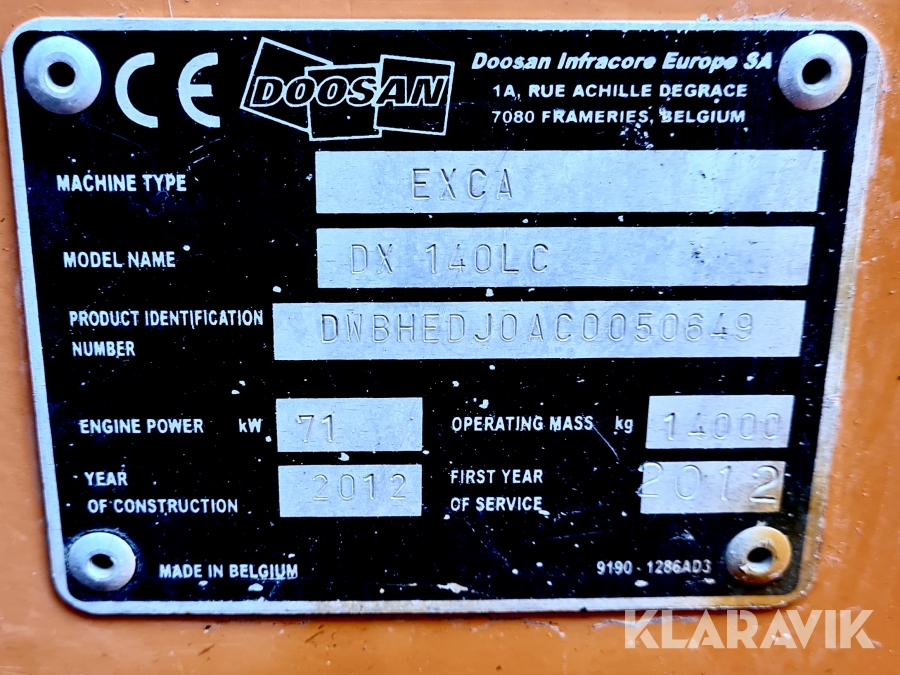 CE
DOOSAN
Doosan Infracore Europe SA
1A, RUE ACHILLE DEGRACE
7080 FRAMERIES, BELGIUM
MACHINE TYPE EXCA
MODEL NAME DX 140LC
PRODUCT IDENTIFICATION
NUMBER DWBHEDJOAC0050649
ENGINE POWER kW 71 OPERATING MASS kg 14000
YEAR
OF CONSTRUCTION 2012
FIRST YEAR
OF SERVICE 2012
MADE IN BELGIUM 9190 - 1286AD3
KLARAVIK